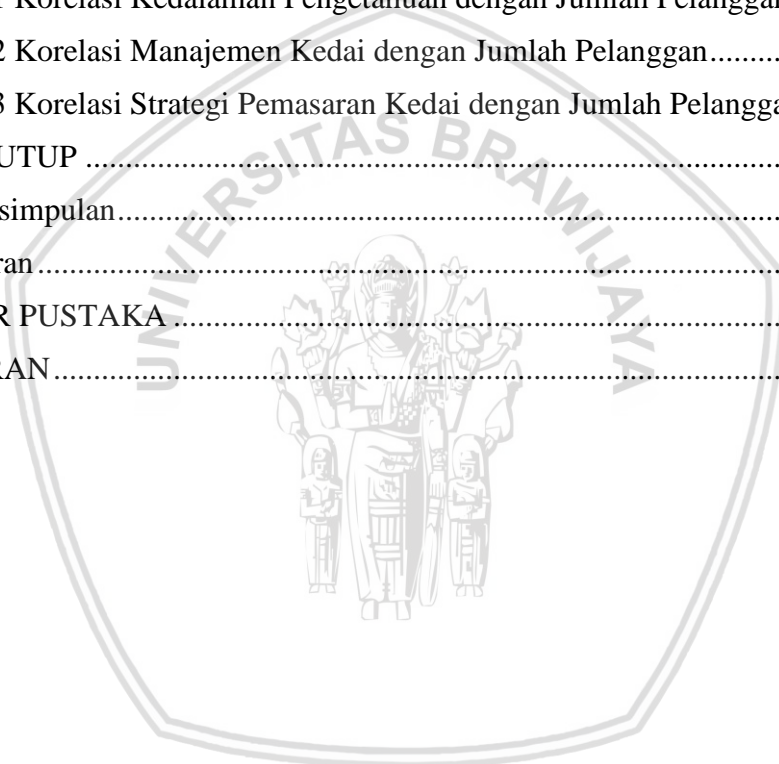 1 Korelasi Kedalaman Pengetahuan dengan Jumlah Pelanggan
2 Korelasi Manajemen Kedai dengan Jumlah Pelanggan..........
3 Korelasi Strategi Pemasaran Kedai dengan Jumlah Pelangga
UTUP ..........................................................................................
simpulan.....................................................................................
ran................................................................................................
R PUSTAKA .............................................................................
RAN..............................................................................................
UNIVERSITAS BRAWIJAYA